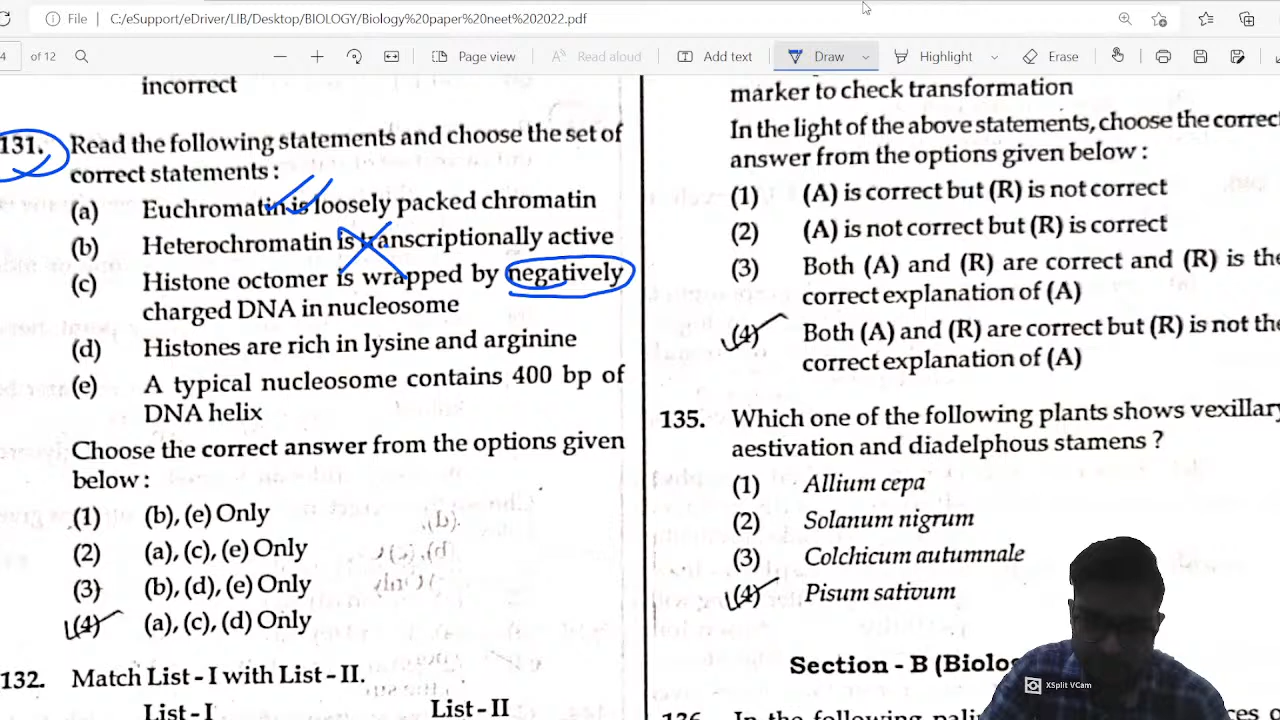 File
C:/eSupport/eDriver/LIB/Desktop/BIOLOGY/Biology%20paper%20neet%202022.pdf
4 of 12
Page view
Read aloud
Add text
Draw
Highlight
Erase
incorrect
131. Read the following statements and choose the set of
correct statements :
(a) Euchromatin is loosely packed chromatin
(b) Heterochromatin is transcriptionally active
(c) Histone octomer is wrapped by negatively
charged DNA in nucleosome
(d) Histones are rich in lysine and arginine
(e) A typical nucleosome contains 400 bp of
DNA helix
Choose the correct answer from the options given
below :
(1) (b), (e) Only
(2) (a), (c), (e) Only
(3) (b), (d), (e) Only
(4) (a), (c), (d) Only
132. Match List - I with List - II.
List - I List - II
marker to check transformation
In the light of the above statements, choose the correc
answer from the options given below :
(1) (A) is correct but (R) is not correct
(2) (A) is not correct but (R) is correct
(3) Both (A) and (R) are correct and (R) is the
correct explanation of (A)
(4) Both (A) and (R) are correct but (R) is not the
correct explanation of (A)
135. Which one of the following plants shows vexillary
aestivation and diadelphous stamens ?
(1) Allium cepa
(2) Solanum nigrum
(3) Colchicum autumnale
(4) Pisum sativum
Section - B (Biolo
XSplit VCam
136. In the following